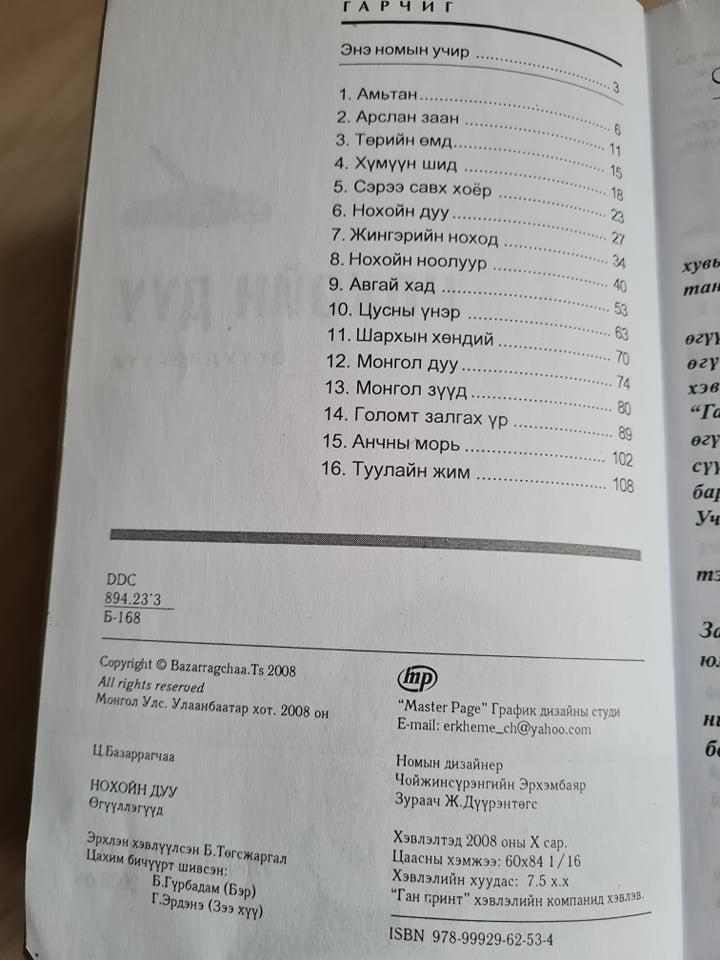 ГАРЧИГ
Энэ номын учир ........................ 3
1. Амьтан ........................ 6
2. Арслан заан ........................ 11
3. Төрийн өмд ........................ 15
4. Хүмүүн шид ........................ 18
5. Сэрээ савх хоёр ........................ 23
6. Нохойн дуу ........................ 27
7. Жингэрийн ноход ........................ 34
8. Нохойн ноолуур ........................ 40
9. Авгай хад ........................ 53
10. Цусны үнэр ........................ 63
11. Шархын хөндий ........................ 70
12. Монгол дуу ........................ 74
13. Монгол зүүд ........................ 80
14. Голомт залгах үр ........................ 89
15. Анчны морь ........................ 102
16. Туулайн жим ........................ 108
DDC
894.23'3
Б-168
Copyright © Bazarragchaa.Ts 2008
All rights reserved
Монгол Улс. Улаанбаатар хот. 2008 он
Ц.Базаррагчаа
НОХОЙН ДУУ
Өгүүллэгүүд
Эрхлэн хэвлүүлсэн Б.Төгсжаргал
Цахим бичүүрт шивсэн:
Б.Гүрбадам (Бэр)
Г.Эрдэнэ (Зээ хүү)
mp
"Master Page" График дизайны студи
E-mail: erkheme_ch@yahoo.com
Номын дизайнер
Чойжинсүрэнгийн Эрхэмбаяр
Зураач Ж.Дүүрэнтөгс
Хэвлэлтэд 2008 оны X сар.
Цаасны хэмжээ: 60x84 1/16
Хэвлэлийн хуудас: 7.5 х.х
"Ган принт" хэвлэлийн компанид хэвлэв.
ISBN 978-99929-62-53-4